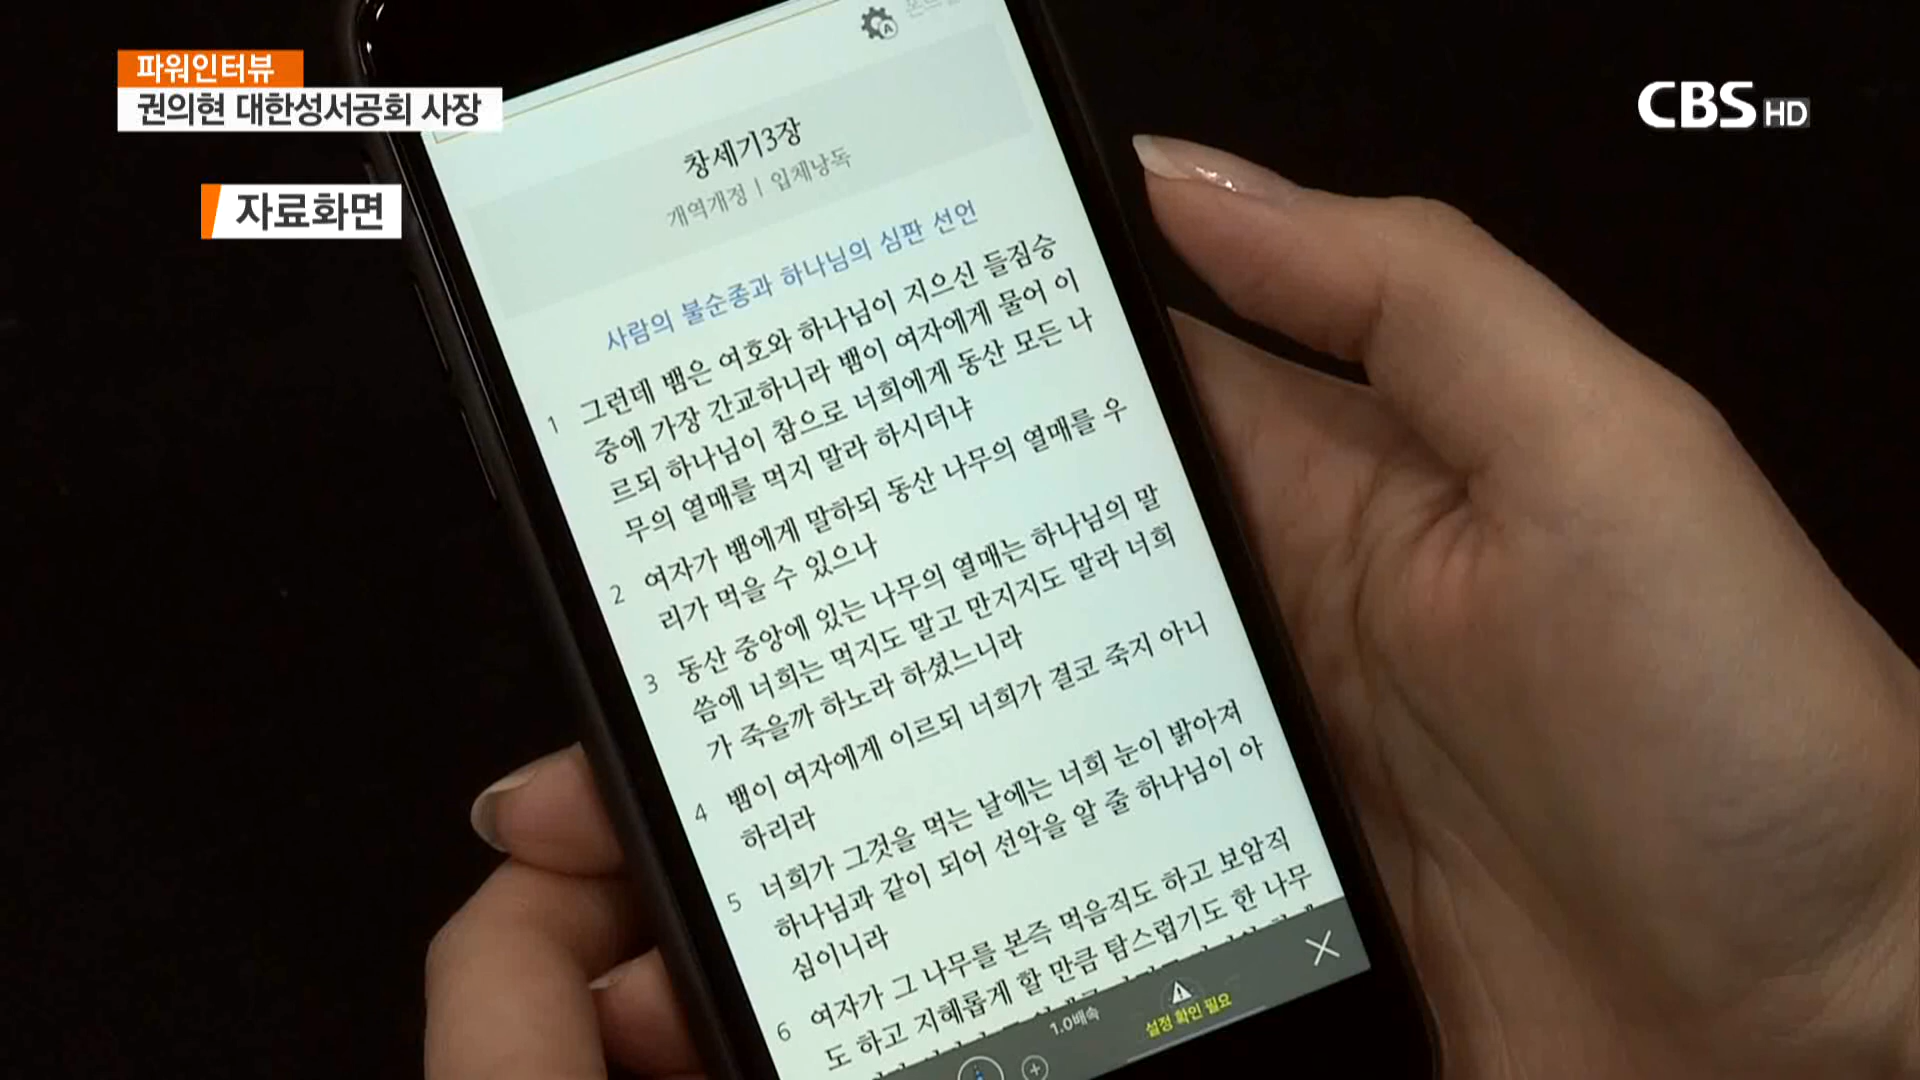 파워인터뷰
권의현 대한성서공회 사장
CBS HD
자료화면
창세기3장
개역개정 | 입체낭독
사람의 불순종과 하나님의 심판 선언
1 그런데 뱀은 여호와 하나님이 지으신 들짐승
중에 가장 간교하니라 뱀이 여자에게 물어 이
르되 하나님이 참으로 너희에게 동산 모든 나
무의 열매를 먹지 말라 하시더냐
2 여자가 뱀에게 말하되 동산 나무의 열매를 우
리가 먹을 수 있으나
3 동산 중앙에 있는 나무의 열매는 하나님의 말
씀에 너희는 먹지도 말고 만지지도 말라 너희
가 죽을까 하노라 하셨느니라
4 뱀이 여자에게 이르되 너희가 결코 죽지 아니
하리라
5 너희가 그것을 먹는 날에는 너희 눈이 밝아져
하나님과 같이 되어 선악을 알 줄 하나님이 아
심이니라
6 여자가 그 나무를 본즉 먹음직도 하고 보암직
도 하고 지혜롭게 할 만큼 탐스럽기도 한 나무
1.0배속
설정 확인 필요